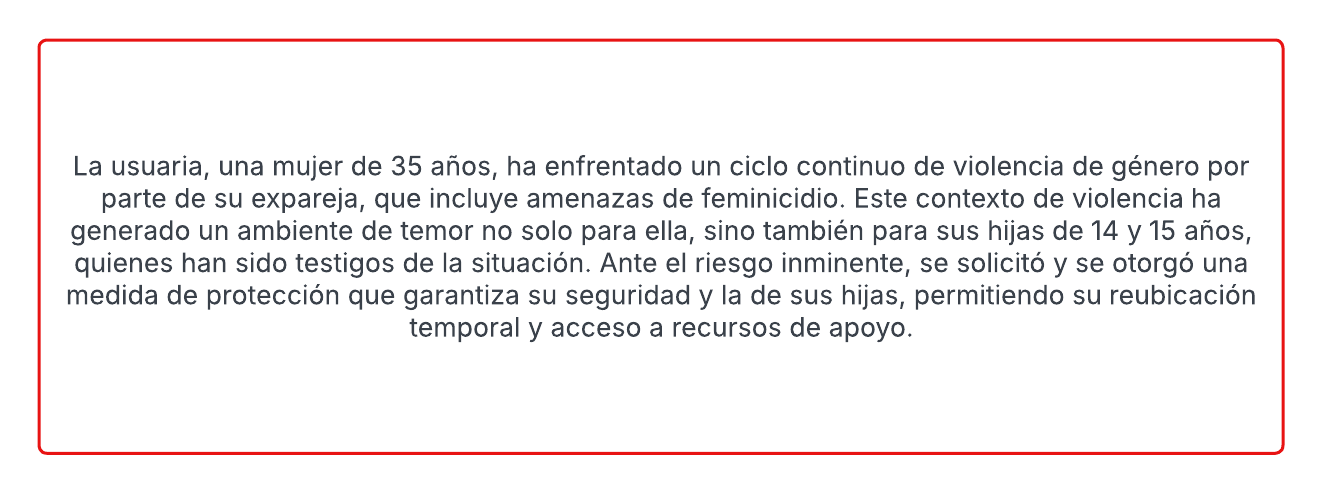 La usuaria, una mujer de 35 años, ha enfrentado un ciclo continuo de violencia de género por
parte de su expareja, que incluye amenazas de feminicidio. Este contexto de violencia ha
generado un ambiente de temor no solo para ella, sino también para sus hijas de 14 y 15 años,
quienes han sido testigos de la situación. Ante el riesgo inminente, se solicitó y se otorgó una
medida de protección que garantiza su seguridad y la de sus hijas, permitiendo su reubicación
temporal y acceso a recursos de apoyo.